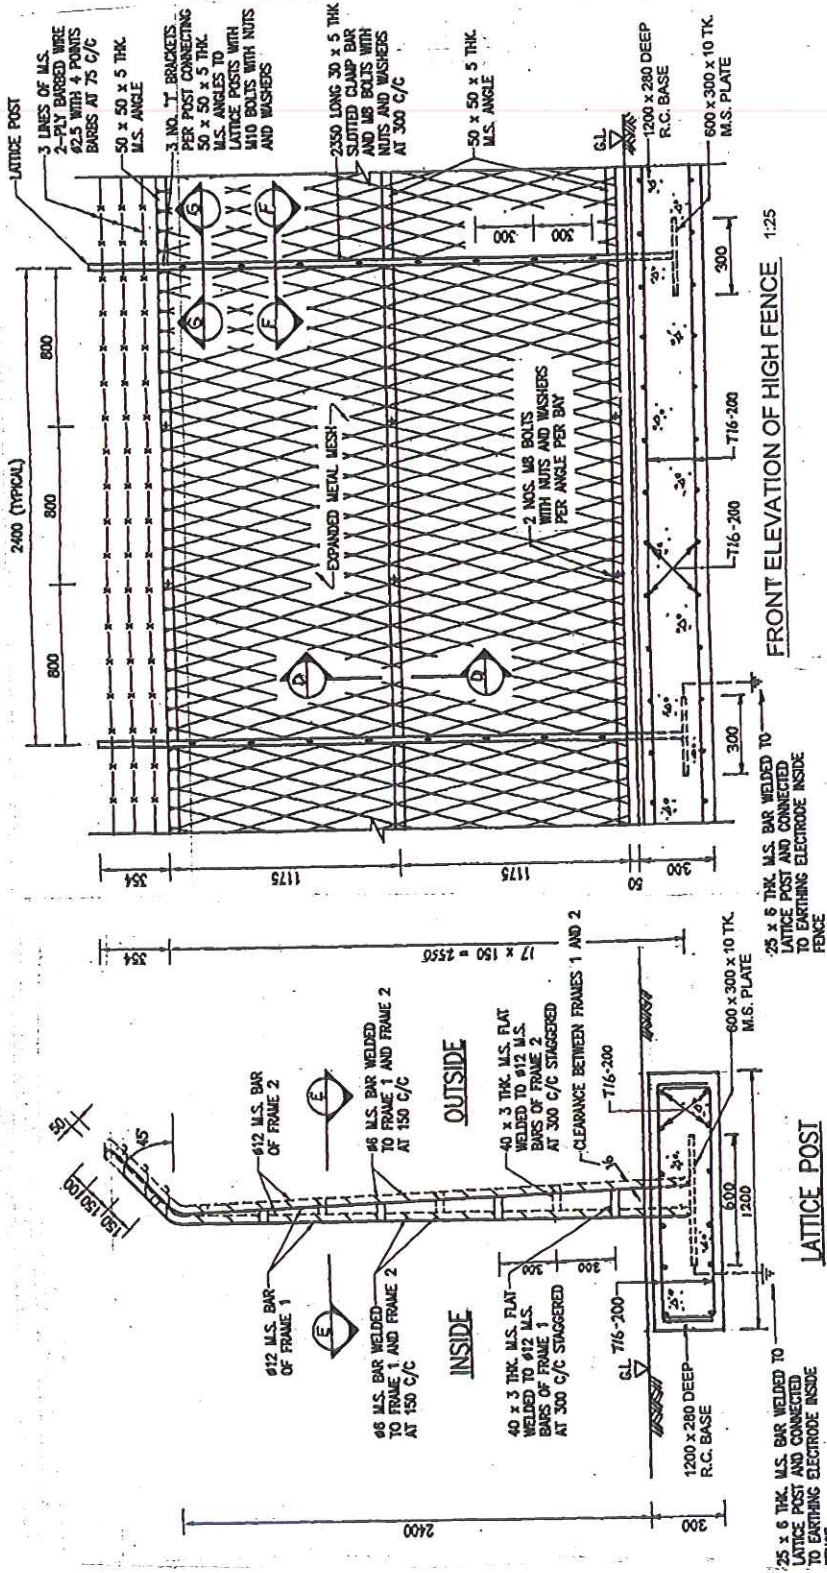 LATTICE POST
3 LINES OF M.S.
2-PLY BARBED WIRE
ø2.5 WITH 4 POINTS
BARBS AT 75 C/C
50 x 50 x 5 THK.
M.S. ANGLE
3 NO. T BRACKETS
PER POST CONNECTING
50 x 50 x 5 THK.
M.S. ANGLES TO
LATTICE POSTS WITH
M10 BOLTS WITH NUTS
AND WASHERS
2350 LONG 30 x 5 THK
SLOTTED CLAMP BAR
AND M8 BOLTS WITH
NUTS AND WASHERS
AT 300 C/C
50 x 50 x 5 THK.
M.S. ANGLE
G.L
1200 x 280 DEEP
R.C. BASE
600 x 300 x 10 TK.
M.S. PLATE
2400 (TYPICAL)
800
800
800
G
G
F
F
D
D
300
300
EXPANDED METAL MESH
2 NOS. M8 BOLTS
WITH NUTS AND WASHERS
PER ANGLE PER BAY
300
300
T16-200
T16-200
354
1175
1175
50
300
25 x 6 THK. M.S. BAR WELDED TO
LATTICE POST AND CONNECTED
TO EARTHING ELECTRODE INSIDE
FENCE
FRONT ELEVATION OF HIGH FENCE 1:25
50
150 150 100
45°
354
17 x 150 = 2550
ø12 M.S. BAR
OF FRAME 2
E
ø6 M.S. BAR WELDED
TO FRAME 1 AND FRAME 2
AT 150 C/C
OUTSIDE
40 x 3 THK. M.S. FLAT
WELDED TO ø12 M.S.
BARS OF FRAME 2
AT 300 C/C STAGGERED
CLEARANCE BETWEEN FRAMES 1 AND 2
T16-200
600 x 300 x 10 TK.
M.S. PLATE
ø12 M.S. BAR
OF FRAME 1
E
ø6 M.S. BAR WELDED
TO FRAME 1 AND FRAME 2
AT 150 C/C
INSIDE
40 x 3 THK. M.S. FLAT
WELDED TO ø12 M.S.
BARS OF FRAME 1
AT 300 C/C STAGGERED
300
300
T16-200
G.L
600
1200
1200 x 280 DEEP
R.C. BASE
2400
300
25 x 6 THK. M.S. BAR WELDED TO
LATTICE POST AND CONNECTED
TO EARTHING ELECTRODE INSIDE
LATTICE POST